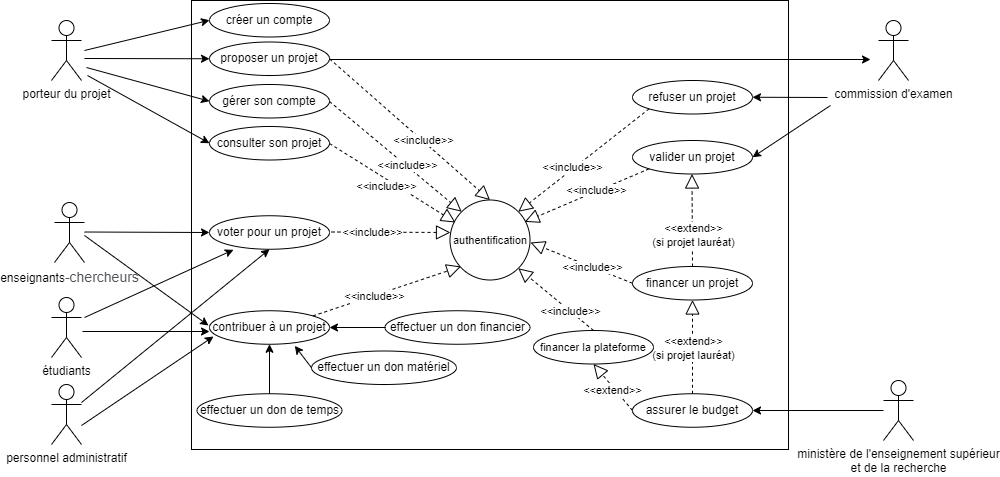 créer un compte
proposer un projet
porteur du projet
gérer son compte
consulter son projet
commission d'examen
refuser un projet
valider un projet
<<include>>
<<include>>
<<include>>
<<include>>
<<include>>
enseignants-chercheurs
voter pour un projet
<<include>>
authentification
<<extend>>
(si projet lauréat)
<<include>>
financer un projet
<<include>>
<<include>>
étudiants
contribuer à un projet
effectuer un don financier
effectuer un don matériel
effectuer un don de temps
financer la plateforme
<<extend>>
(si projet lauréat)
<<extend>>
assurer le budget
personnel administratif
ministère de l'enseignement supérieur
et de la recherche